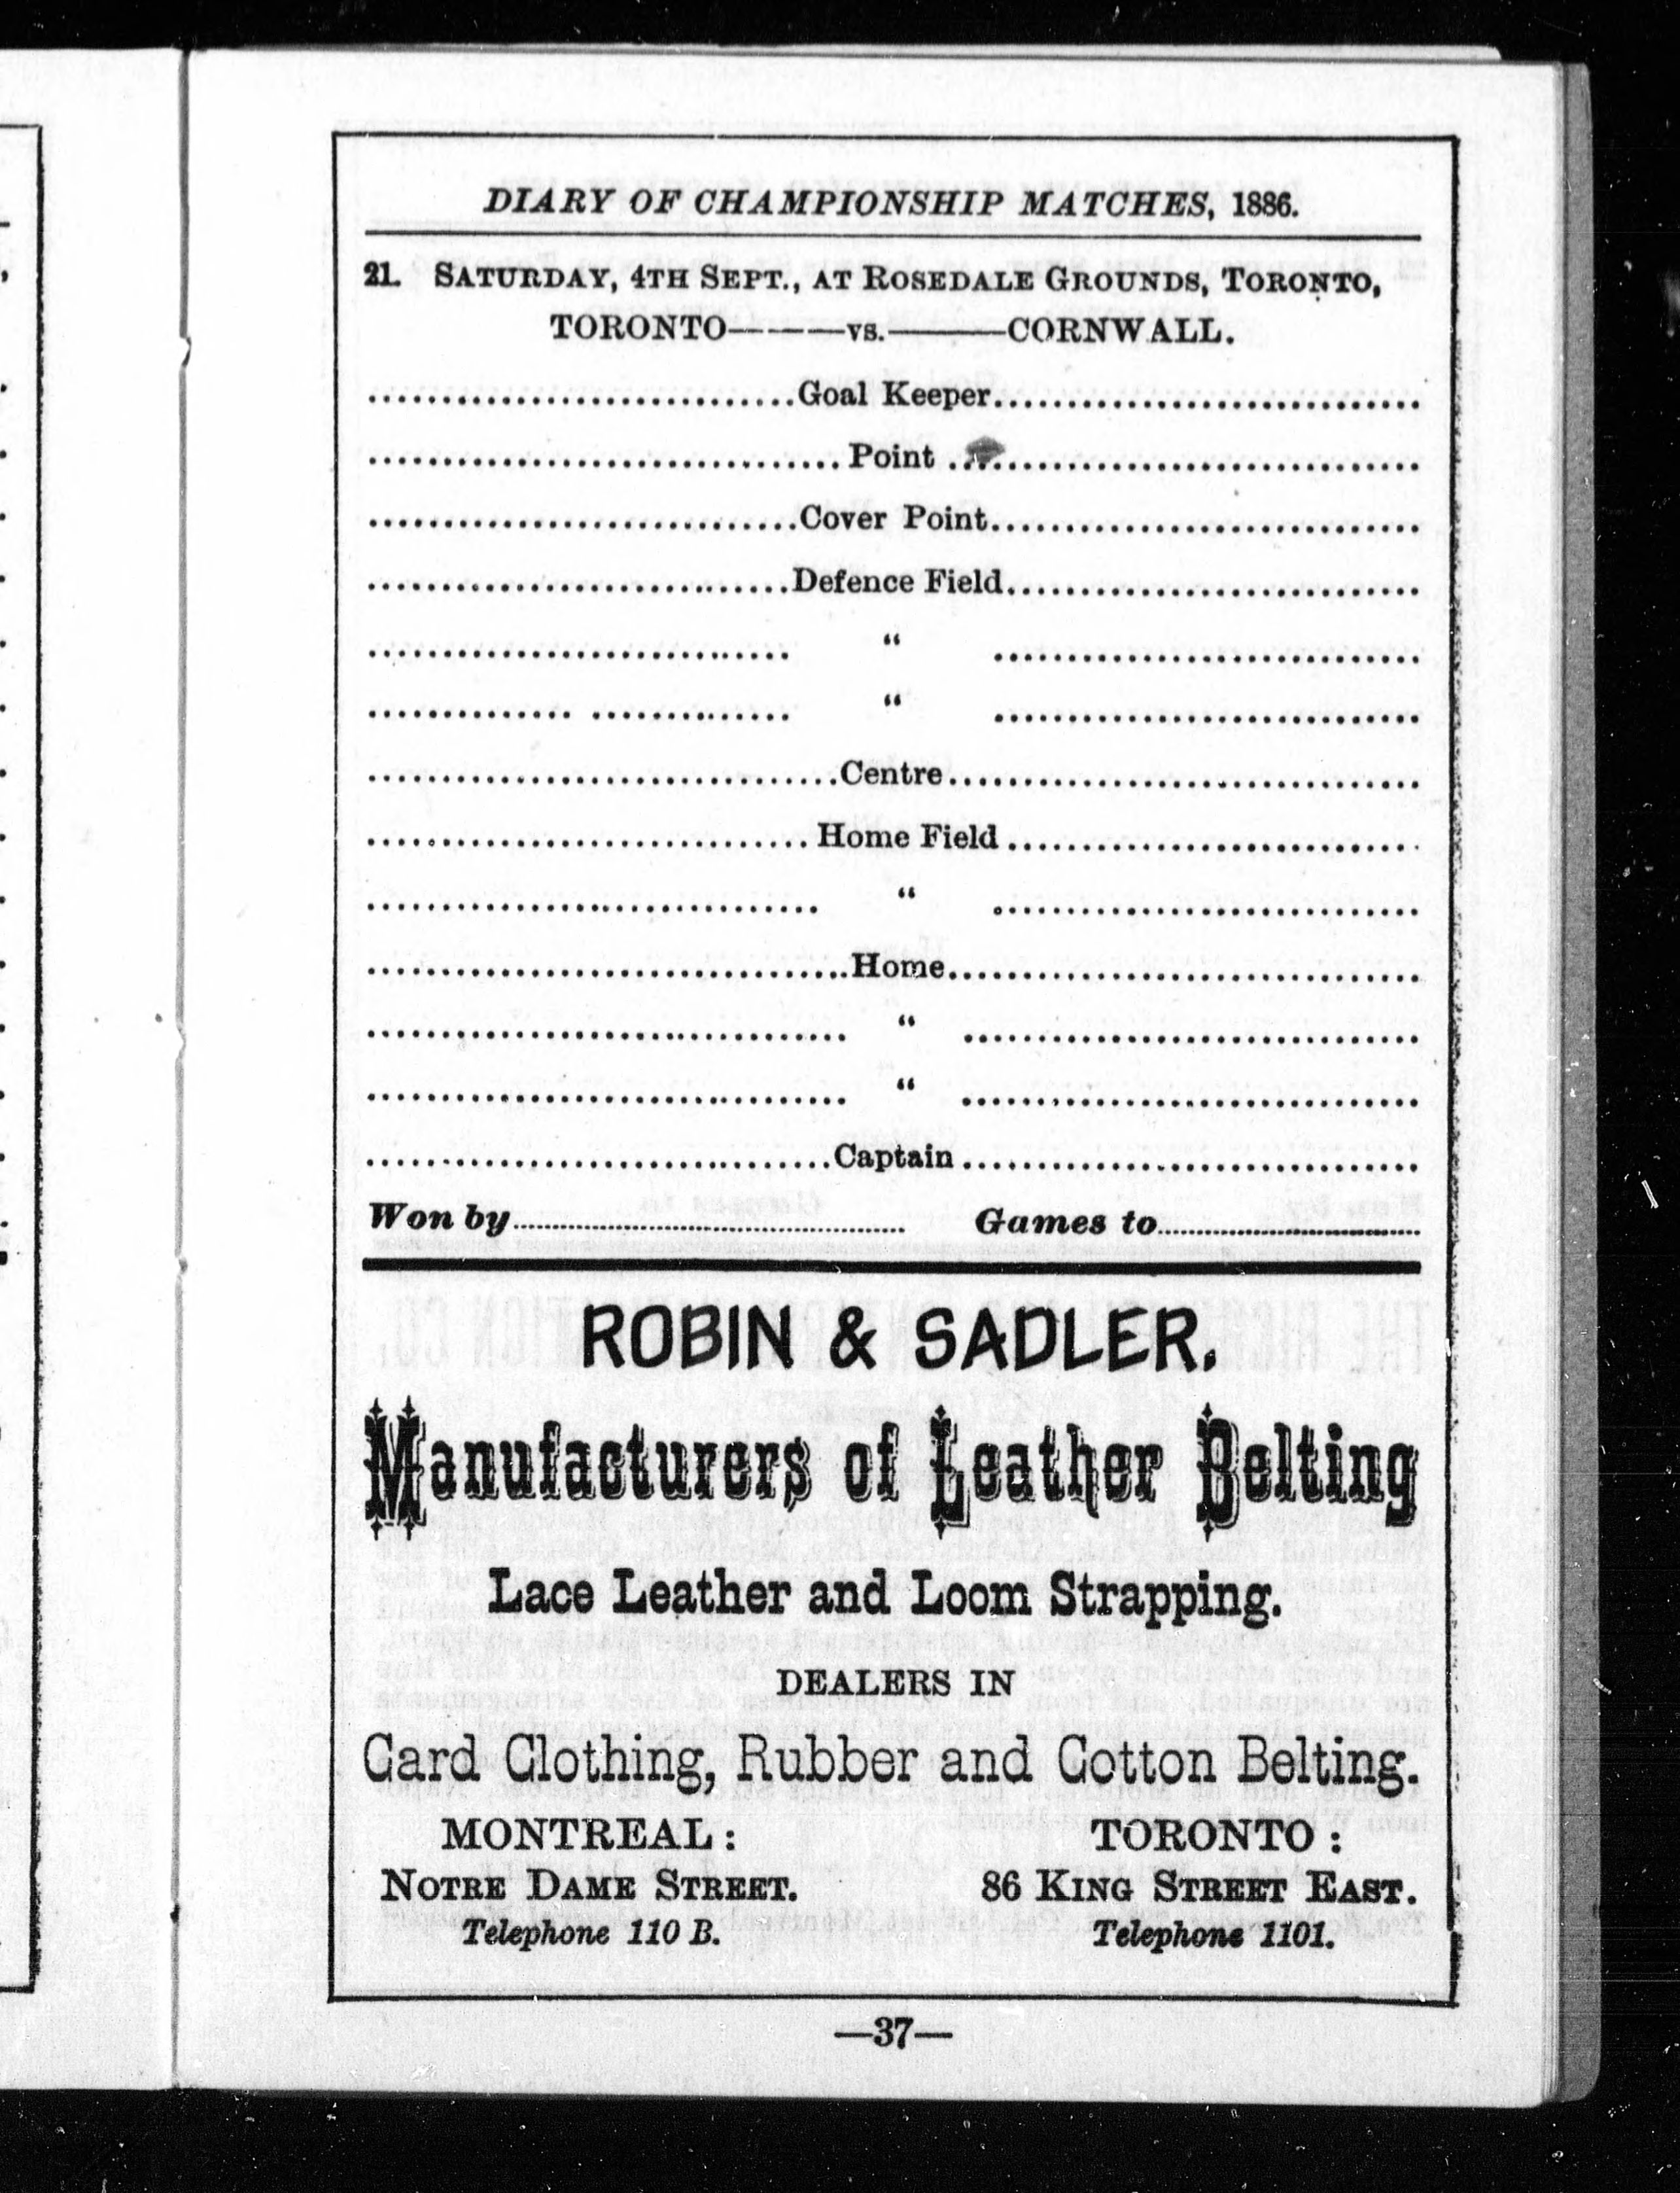 DIARY OF CHAMPIONSHIP MATCHES, 1886.
21. SATURDAY, 4TH SEPT., AT ROSEDALE GROUNDS, TORONTO,
TORONTO———vs.———CORNWALL.
..............................Goal Keeper..............................
..............................Point..............................
..............................Cover Point..............................
..............................Defence Field..............................
.............................. “ ..............................
.............................. “ ..............................
..............................Centre..............................
..............................Home Field..............................
.............................. “ ..............................
..............................Home..............................
.............................. “ ..............................
.............................. “ ..............................
..............................Captain..............................
Won by.............................. Games to..............................
ROBIN & SADLER.
Manufacturers of Leather Belting
Lace Leather and Loom Strapping.
DEALERS IN
Card Clothing, Rubber and Cotton Belting.
MONTREAL: TORONTO:
NOTRE DAME STREET. 86 KING STREET EAST.
Telephone 110 B. Telephone 1101.
—37—